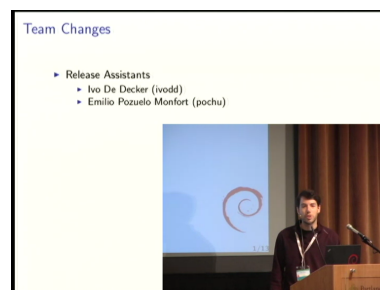 Team Changes
Release Assistants
Ivo De Decker (ivodd)
Emilio Pozuelo Monfort (pochu)